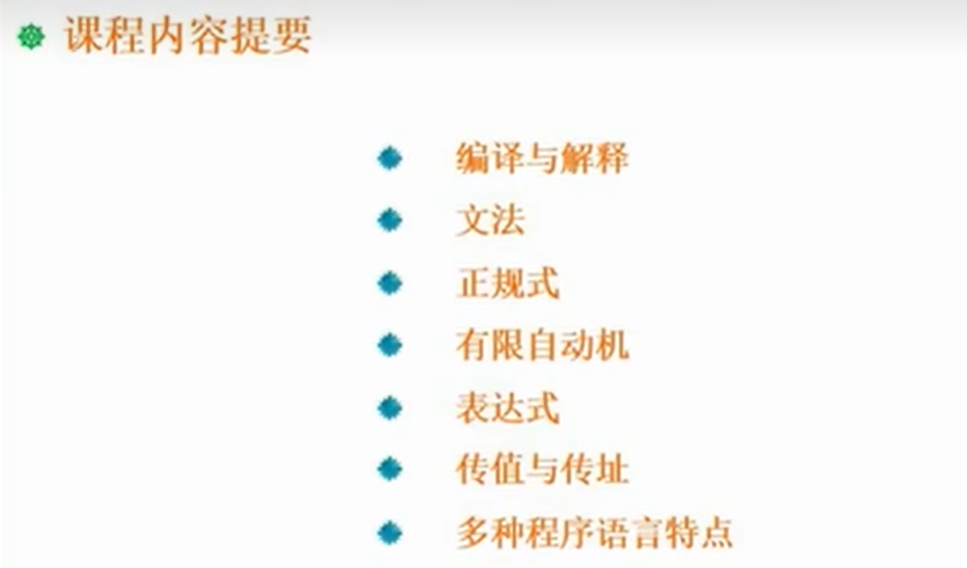 课程内容提要
编译与解释
文法
正规式
有限自动机
表达式
传值与传址
多种程序语言特点